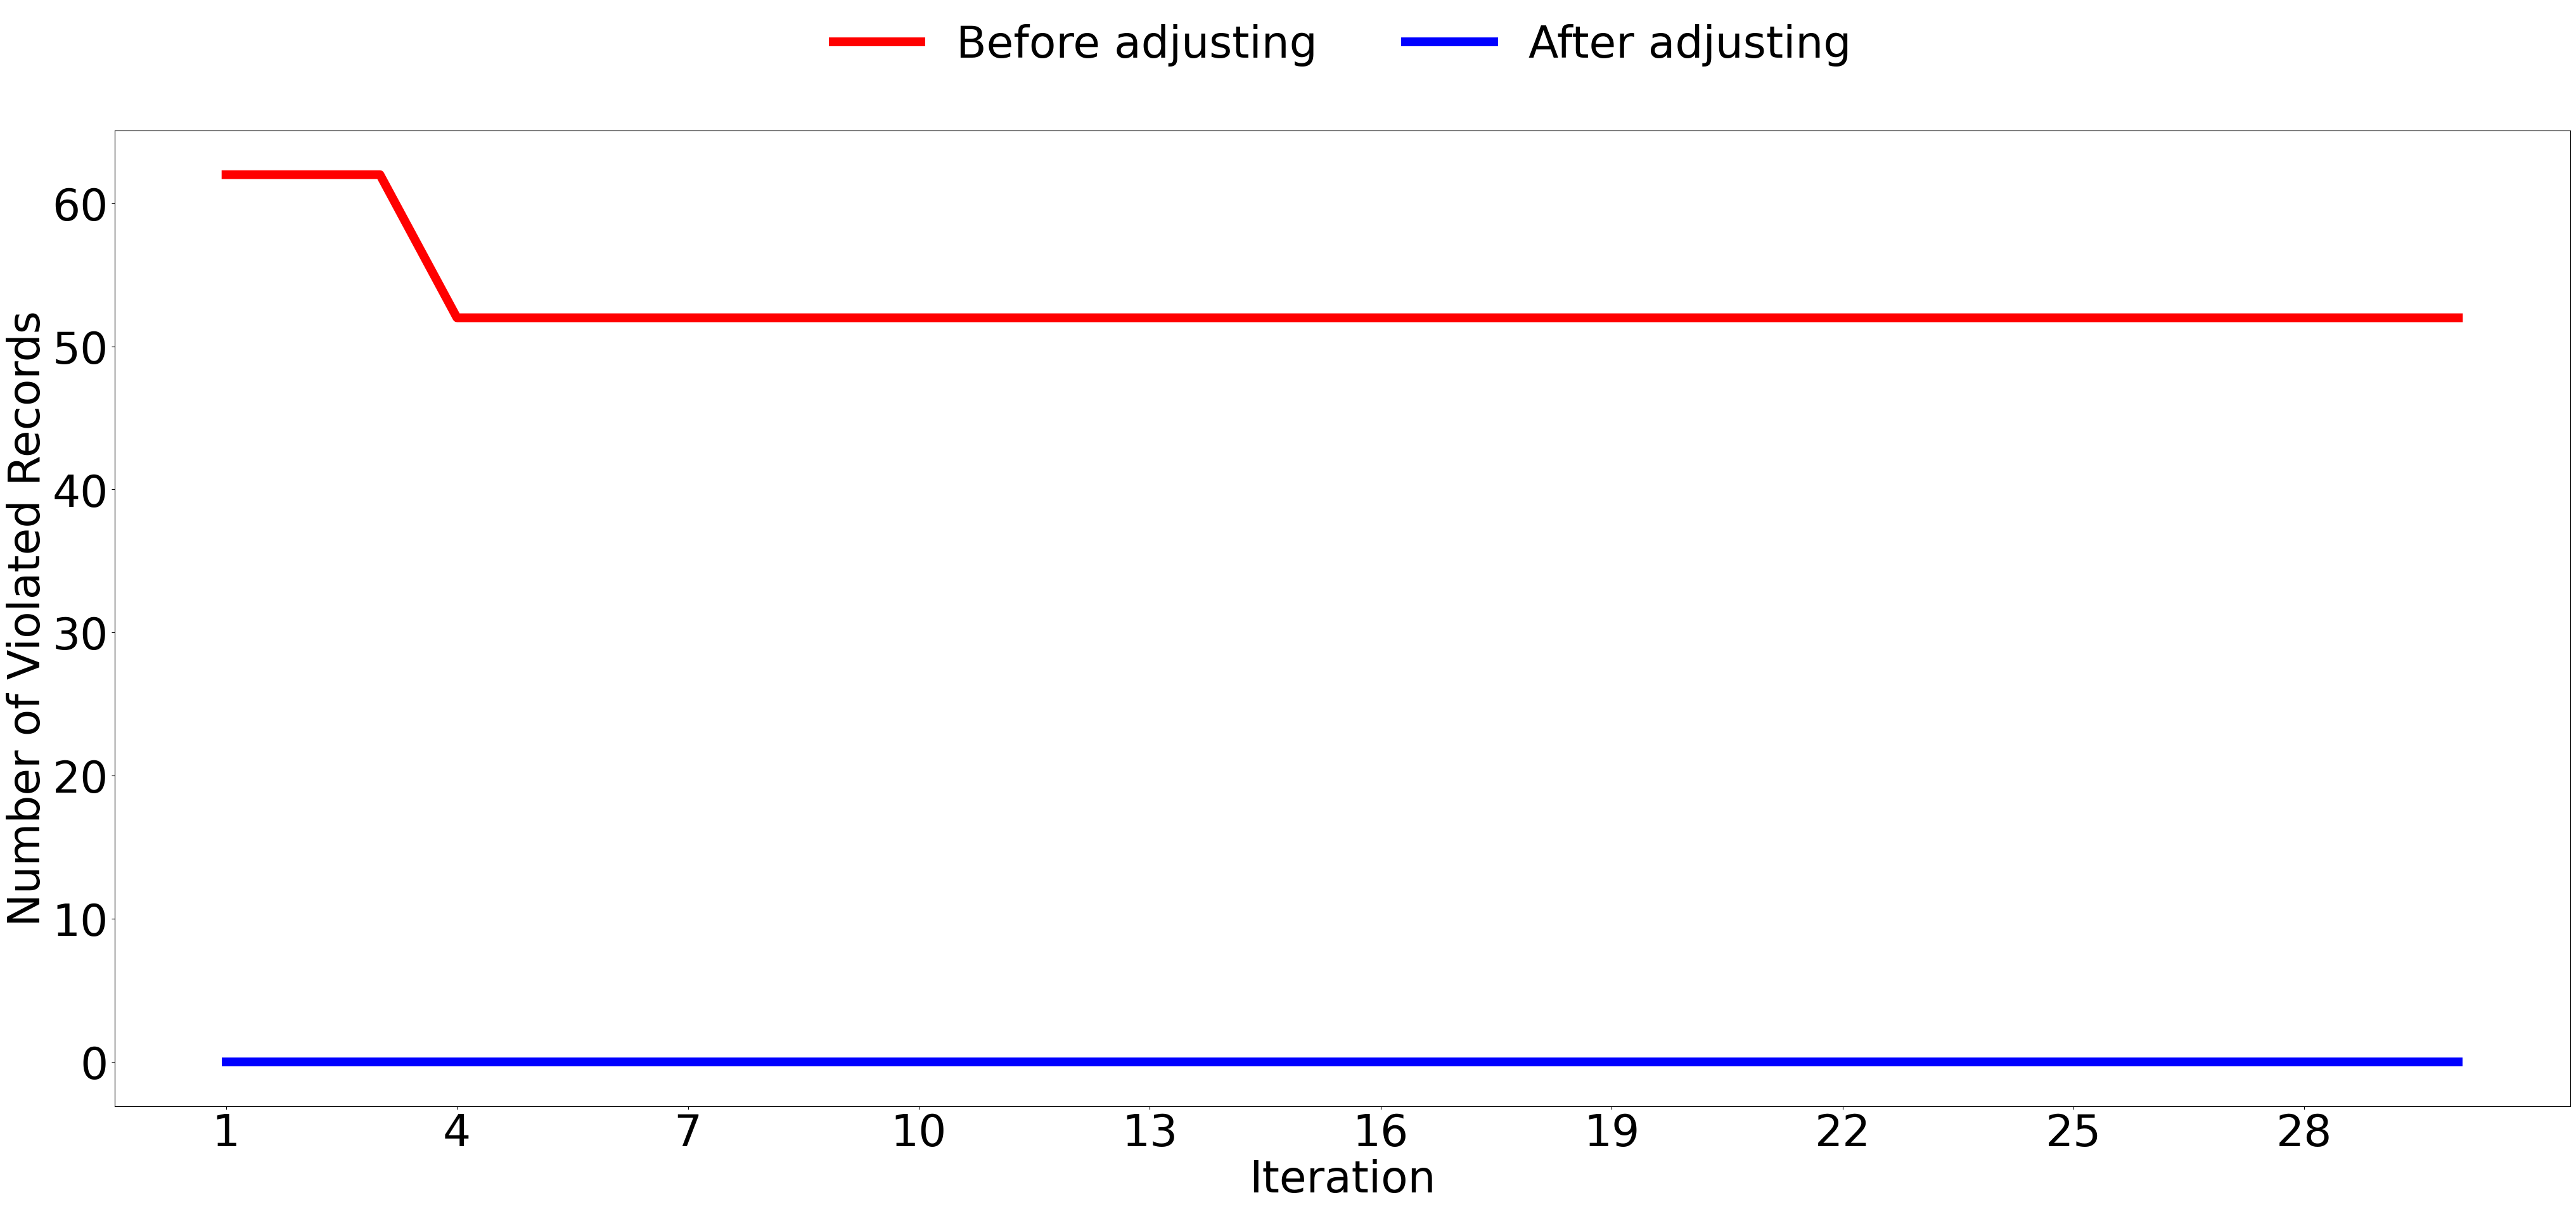 Before adjusting
After adjusting
Number of Violated Records
60
50
40
30
20
10
0
1 4 7 10 13 16 19 22 25 28
Iteration